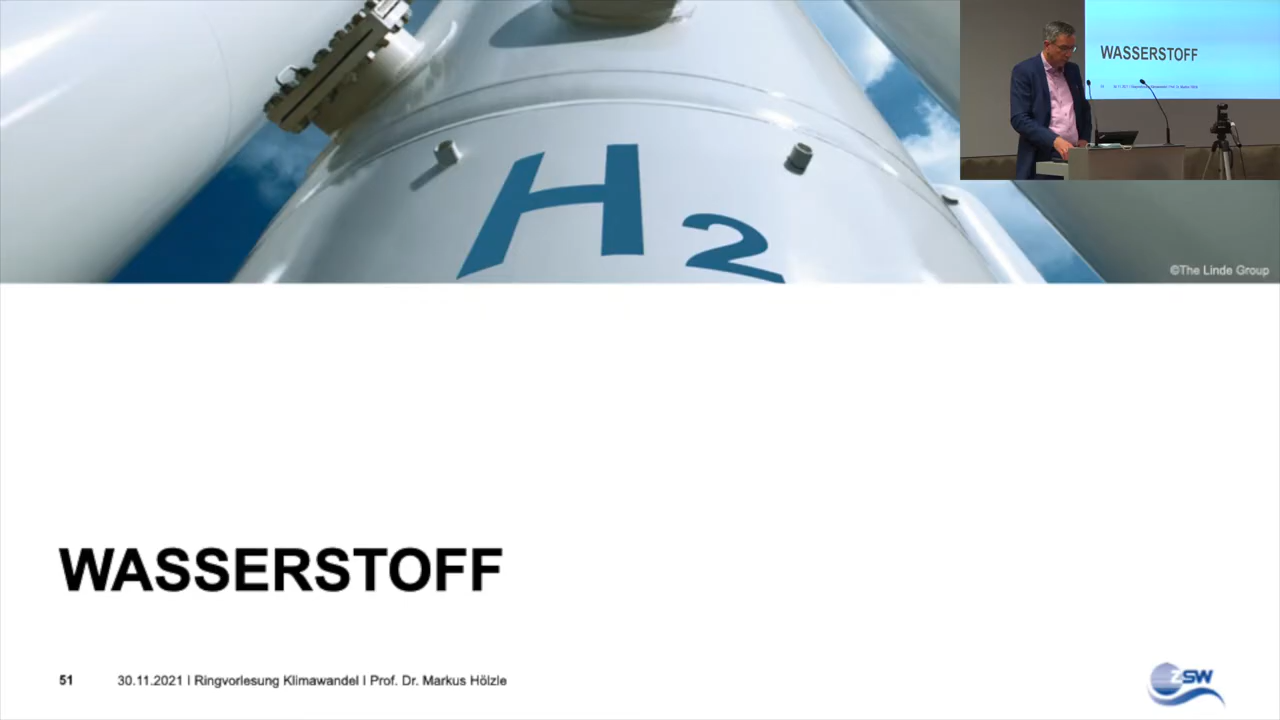 H2
WASSERSTOFF
©The Linde Group
WASSERSTOFF
51 30.11.2021 I Ringvorlesung Klimawandel I Prof. Dr. Markus Hölzle
ZSW